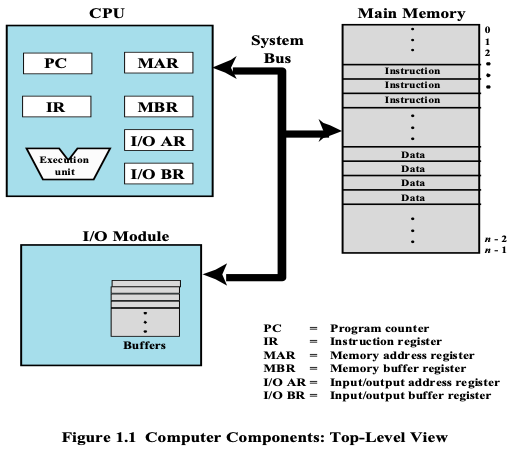 CPU
Main Memory
System
Bus
PC
MAR
IR
MBR
I/O AR
I/O BR
Execution
unit
0
1
2
Instruction
Instruction
Instruction
Data
Data
Data
Data
n - 2
n - 1
I/O Module
Buffers
PC = Program counter
IR = Instruction register
MAR = Memory address register
MBR = Memory buffer register
I/O AR = Input/output address register
I/O BR = Input/output buffer register
Figure 1.1 Computer Components: Top-Level View